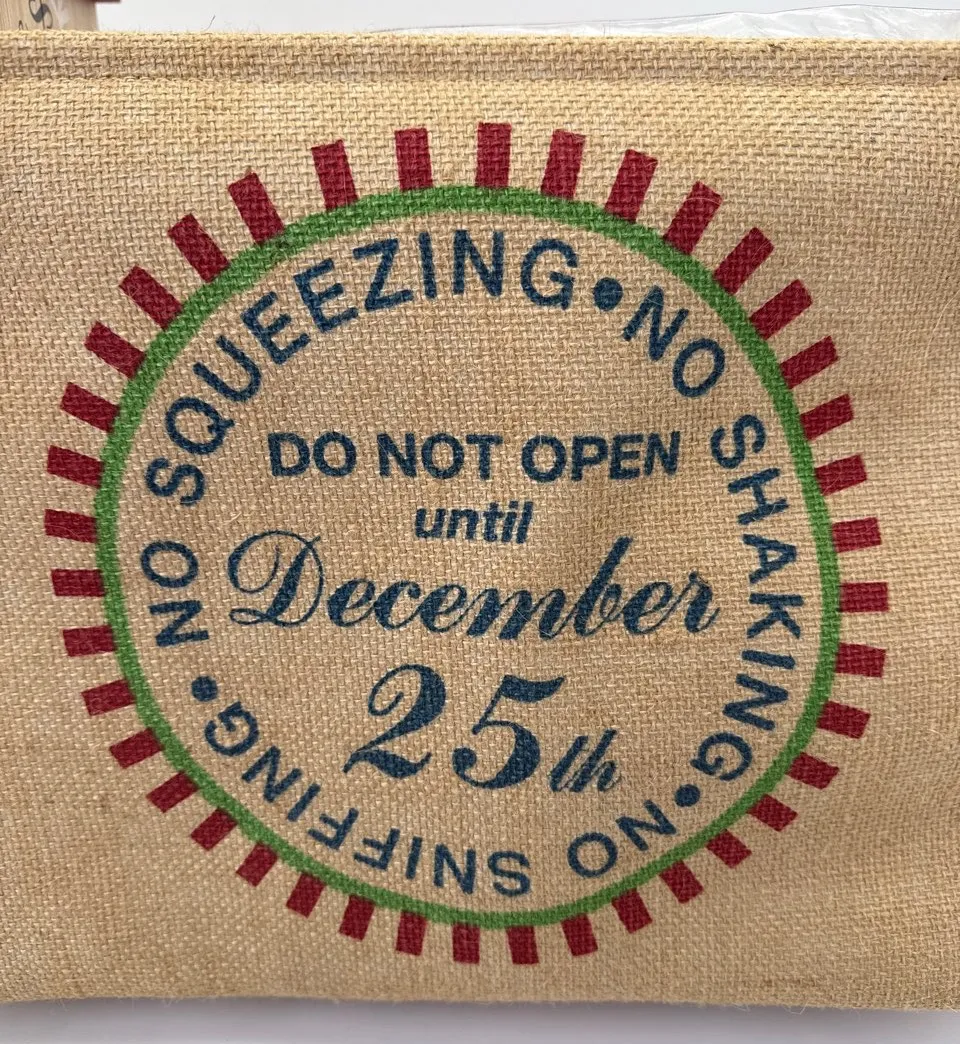 NO SQUEEZING • NO SHAKING • NO SNIFFING •
DO NOT OPEN
until
December
25th